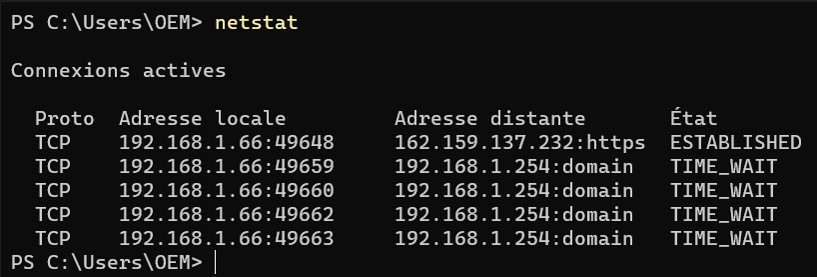 PS C:\Users\OEM> netstat
Connexions actives
Proto  Adresse locale         Adresse distante       État
TCP    192.168.1.66:49648     162.159.137.232:https  ESTABLISHED
TCP    192.168.1.66:49659     192.168.1.254:domain   TIME_WAIT
TCP    192.168.1.66:49660     192.168.1.254:domain   TIME_WAIT
TCP    192.168.1.66:49662     192.168.1.254:domain   TIME_WAIT
TCP    192.168.1.66:49663     192.168.1.254:domain   TIME_WAIT
PS C:\Users\OEM>